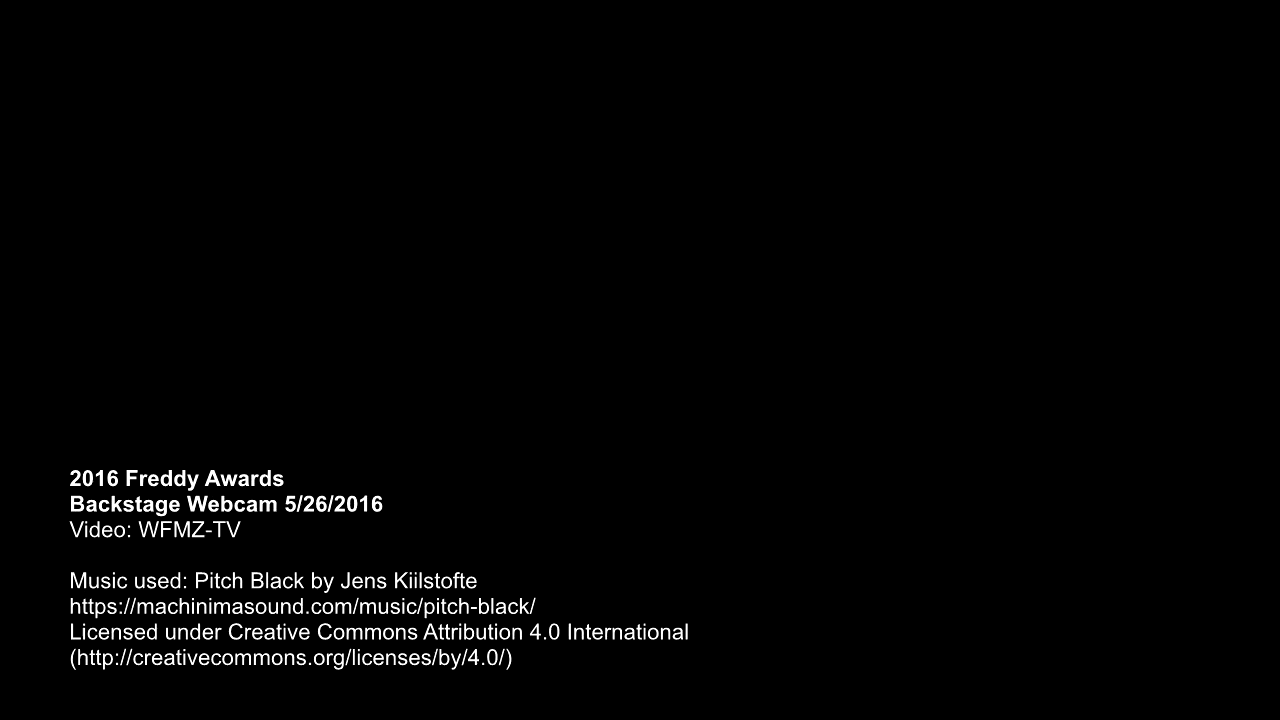 2016 Freddy Awards
Backstage Webcam 5/26/2016
Video: WFMZ-TV
Music used: Pitch Black by Jens Kiilstofte
https://machinimasound.com/music/pitch-black/
Licensed under Creative Commons Attribution 4.0 International
(http://creativecommons.org/licenses/by/4.0/)